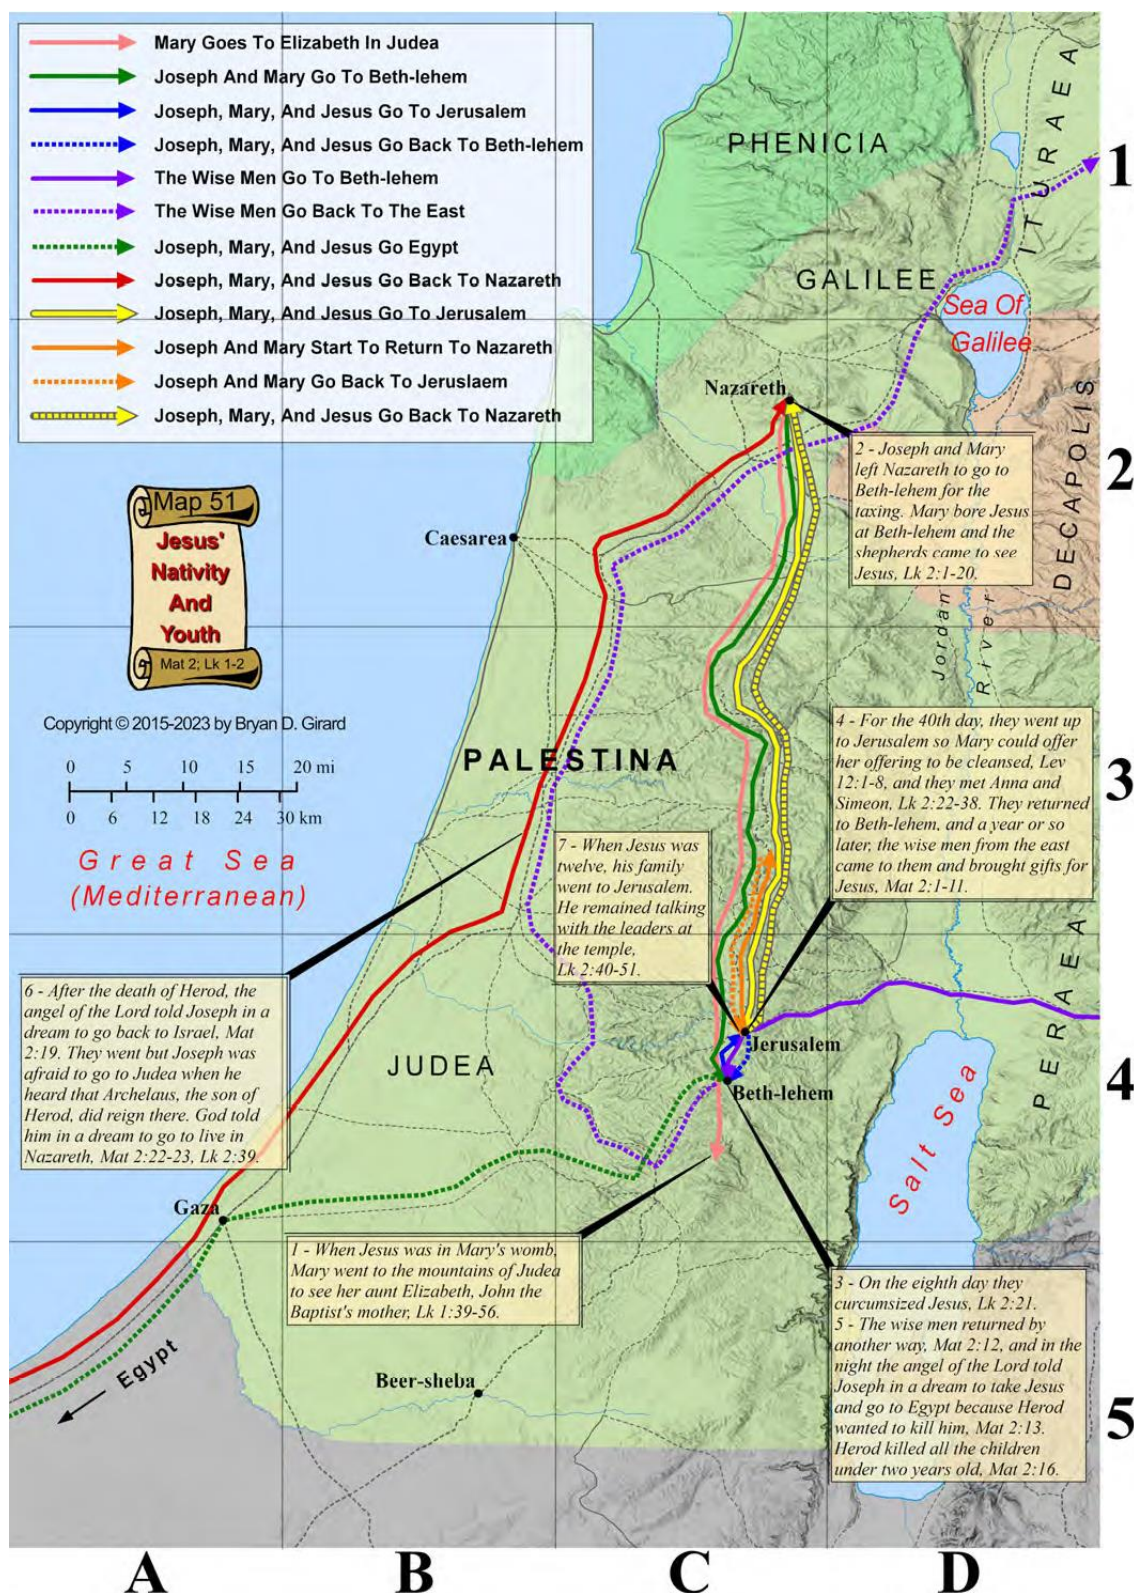 Mary Goes To Elizabeth In Judea
Joseph And Mary Go To Beth-lehem
Joseph, Mary, And Jesus Go To Jerusalem
Joseph, Mary, And Jesus Go Back To Beth-lehem
The Wise Men Go To Beth-lehem
The Wise Men Go Back To The East
Joseph, Mary, And Jesus Go Egypt
Joseph, Mary, And Jesus Go Back To Nazareth
Joseph, Mary, And Jesus Go To Jerusalem
Joseph And Mary Start To Return To Nazareth
Joseph And Mary Go Back To Jeruslaem
Joseph, Mary, And Jesus Go Back To Nazareth
PHENICIA
ITURAEA
1
GALILEE
Sea Of
Galilee
Nazareth
DECAPOLIS
2
2 - Joseph and Mary
left Nazareth to go to
Beth-lehem for the
taxing. Mary bore Jesus
at Beth-lehem and the
shepherds came to see
Jesus, Lk 2:1-20.
Map 51
Jesus'
Nativity
And
Youth
Mat 2; Lk 1-2
Caesarea
Jordan
River
Copyright © 2015-2023 by Bryan D. Girard
0 5 10 15 20 mi
0 6 12 18 24 30 km
Great Sea
(Mediterranean)
PALESTINA
3
4 - For the 40th day, they went up
to Jerusalem so Mary could offer
her offering to be cleansed, Lev
12:1-8, and they met Anna and
Simeon, Lk 2:22-38. They returned
to Beth-lehem, and a year or so
later, the wise men from the east
came to them and brought gifts for
Jesus, Mat 2:1-11.
7 - When Jesus was
twelve, his family
went to Jerusalem.
He remained talking
with the leaders at
the temple,
Lk 2:40-51.
6 - After the death of Herod, the
angel of the Lord told Joseph in a
dream to go back to Israel, Mat
2:19. They went but Joseph was
afraid to go to Judea when he
heard that Archelaus, the son of
Herod, did reign there. God told
him in a dream to go to live in
Nazareth, Mat 2:22-23, Lk 2:39.
JUDEA
Jerusalem
Beth-lehem
PERAEA
4
Salt Sea
Gaza
1 - When Jesus was in Mary's womb,
Mary went to the mountains of Judea
to see her aunt Elizabeth, John the
Baptist's mother, Lk 1:39-56.
3 - On the eighth day they
curcumsized Jesus, Lk 2:21.
5 - The wise men returned by
another way, Mat 2:12, and in the
night the angel of the Lord told
Joseph in a dream to take Jesus
and go to Egypt because Herod
wanted to kill him, Mat 2:13.
Herod killed all the children
under two years old, Mat 2:16.
Egypt
Beer-sheba
5
A B C D